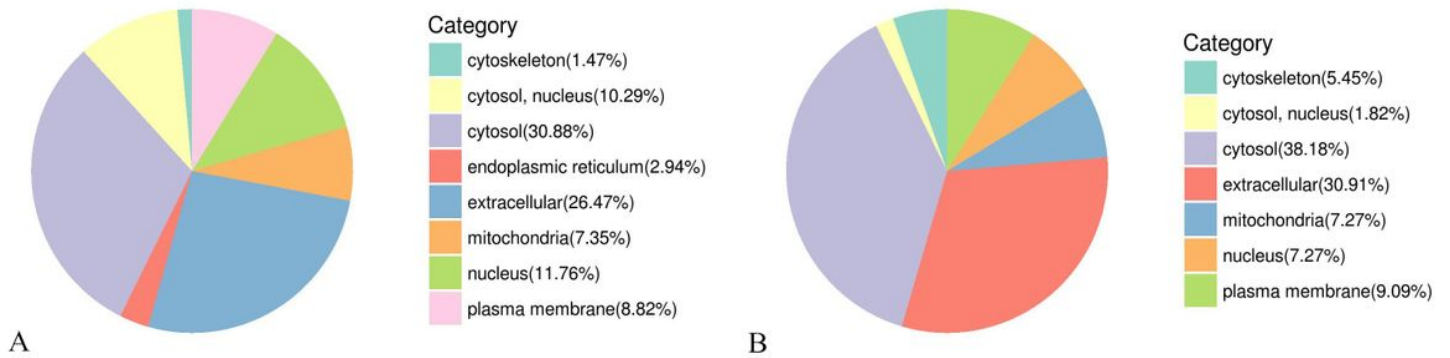 Category
cytoskeleton(1.47%)
cytosol, nucleus(10.29%)
cytosol(30.88%)
endoplasmic reticulum(2.94%)
extracellular(26.47%)
mitochondria(7.35%)
nucleus(11.76%)
plasma membrane(8.82%)
A
Category
cytoskeleton(5.45%)
cytosol, nucleus(1.82%)
cytosol(38.18%)
extracellular(30.91%)
mitochondria(7.27%)
nucleus(7.27%)
plasma membrane(9.09%)
B